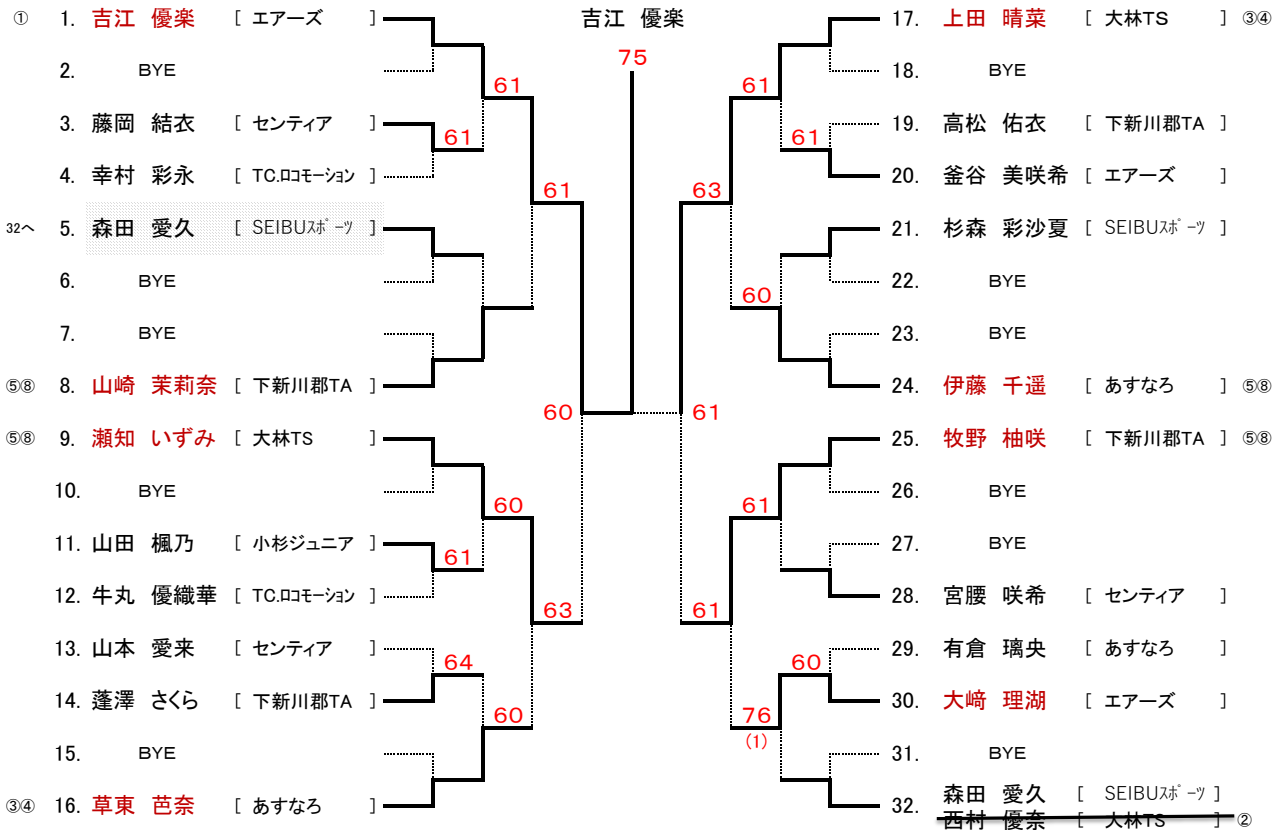 吉江 優楽
75
① 1. 吉江 優楽 [ エアーズ ]
2. BYE
61
3. 藤岡 結衣 [ センティア ]
61
4. 幸村 彩永 [ TC.ロコモーション ]
61
32へ 5. 森田 愛久 [ SEIBUスポーツ ]
6. BYE
7. BYE
⑤⑧ 8. 山崎 茉莉奈 [ 下新川郡TA ]
60
⑤⑧ 9. 瀬知 いずみ [ 大林TS ]
10. BYE
60
11. 山田 楓乃 [ 小杉ジュニア ]
61
12. 牛丸 優織華 [ TC.ロコモーション ]
63
13. 山本 愛来 [ センティア ]
64
14. 蓬澤 さくら [ 下新川郡TA ]
60
15. BYE
③④ 16. 草東 芭奈 [ あすなろ ]
17. 上田 晴菜 [ 大林TS ] ③④
18. BYE
61
19. 高松 佑衣 [ 下新川郡TA ]
61
20. 釜谷 美咲希 [ エアーズ ]
63
21. 杉森 彩沙夏 [ SEIBUスポーツ ]
22. BYE
60
23. BYE
24. 伊藤 千遥 [ あすなろ ] ⑤⑧
61
25. 牧野 柚咲 [ 下新川郡TA ] ⑤⑧
26. BYE
61
27. BYE
28. 宮腰 咲希 [ センティア ]
61
29. 有倉 璃央 [ あすなろ ]
60
30. 大﨑 理湖 [ エアーズ ]
76
(1)
31. BYE
32. 森田 愛久 [ SEIBUスポーツ ]
西村 優奈 [ 大林TS ] ②